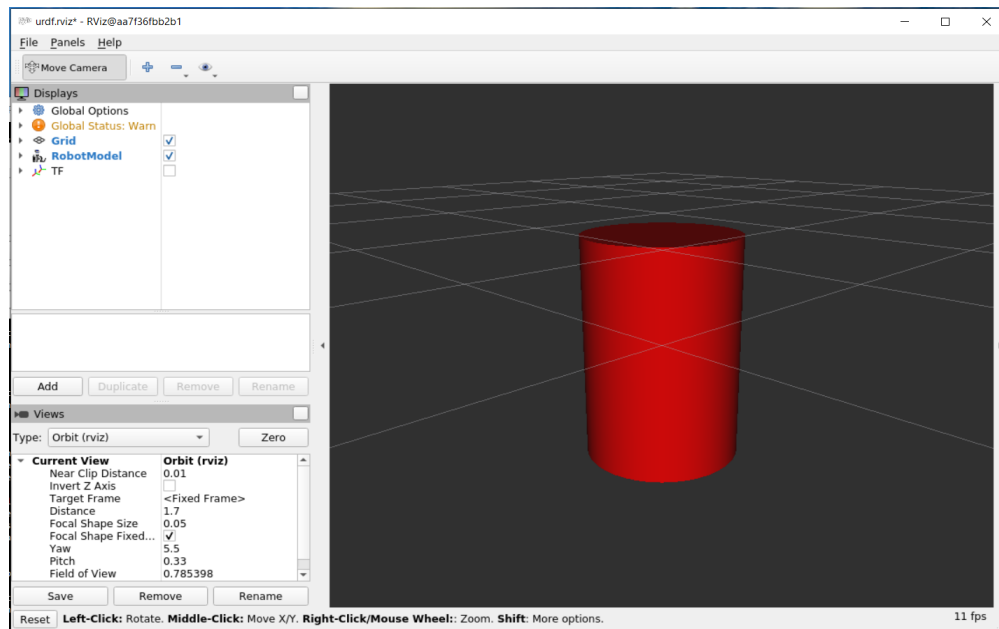 urdf.rviz* - RViz@aa7f36fbb2b1
File Panels Help
Move Camera
Displays
Global Options
Global Status: Warn
Grid
RobotModel
TF
Add Duplicate Remove Rename
Views
Type: Orbit (rviz) Zero
Current View Orbit (rviz)
Near Clip Distance 0.01
Invert Z Axis
Target Frame <Fixed Frame>
Distance 1.7
Focal Shape Size 0.05
Focal Shape Fixed... 
Yaw 5.5
Pitch 0.33
Field of View 0.785398
Save Remove Rename
Reset Left-Click: Rotate. Middle-Click: Move X/Y. Right-Click/Mouse Wheel:: Zoom. Shift: More options. 11 fps